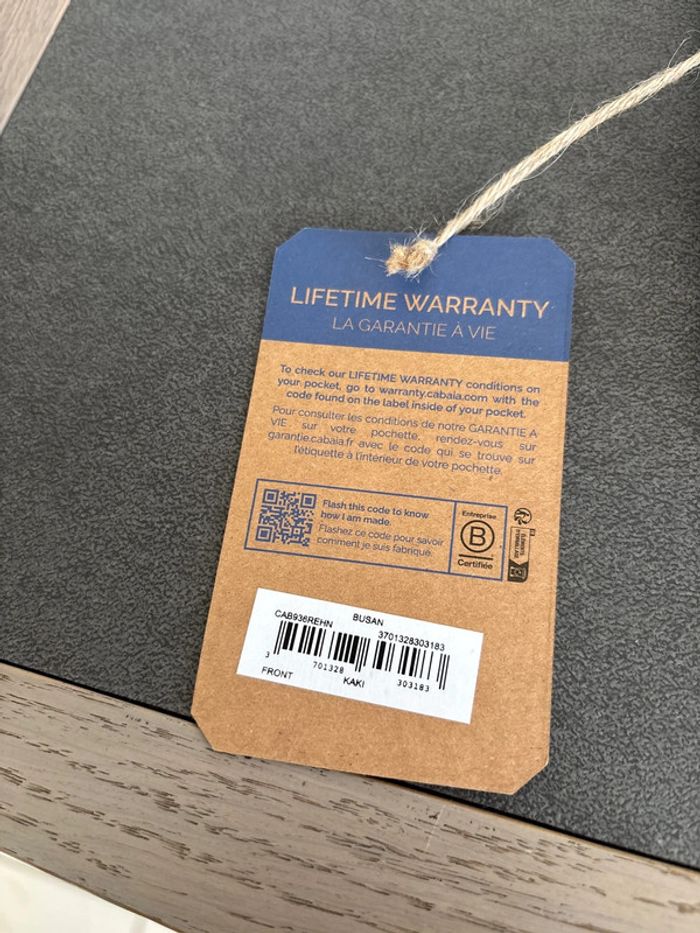 LIFETIME WARRANTY
LA GARANTIE À VIE
To check our LIFETIME WARRANTY conditions on
your pocket, go to warranty.cabaia.com with the
code found on the label inside of your pocket.
Pour consulter les conditions de notre GARANTIE A
VIE sur votre pochette, rendez-vous sur
garantie.cabaia.fr avec le code qui se trouve sur
l'étiquette à l'intérieur de votre pochette.
Flash this code to know
how I am made.
Flashez ce code pour savoir
comment je suis fabriqué.
Entreprise
B
Certifiée
CAB936REHN BUSAN
3701328303183
3 701328 303183
FRONT KAKI